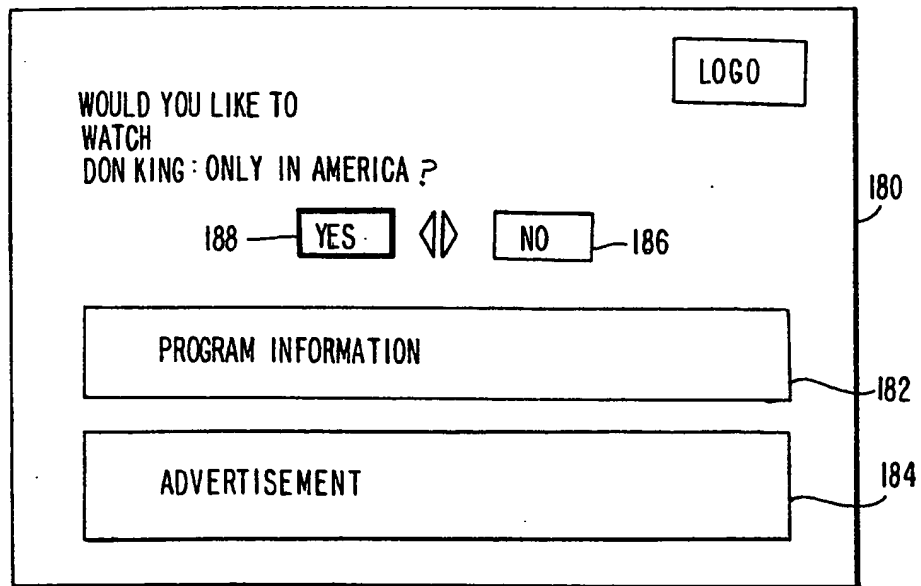 LOGO
WOULD YOU LIKE TO
WATCH
DON KING: ONLY IN AMERICA?
180
188 YES NO 186
PROGRAM INFORMATION
182
ADVERTISEMENT
184